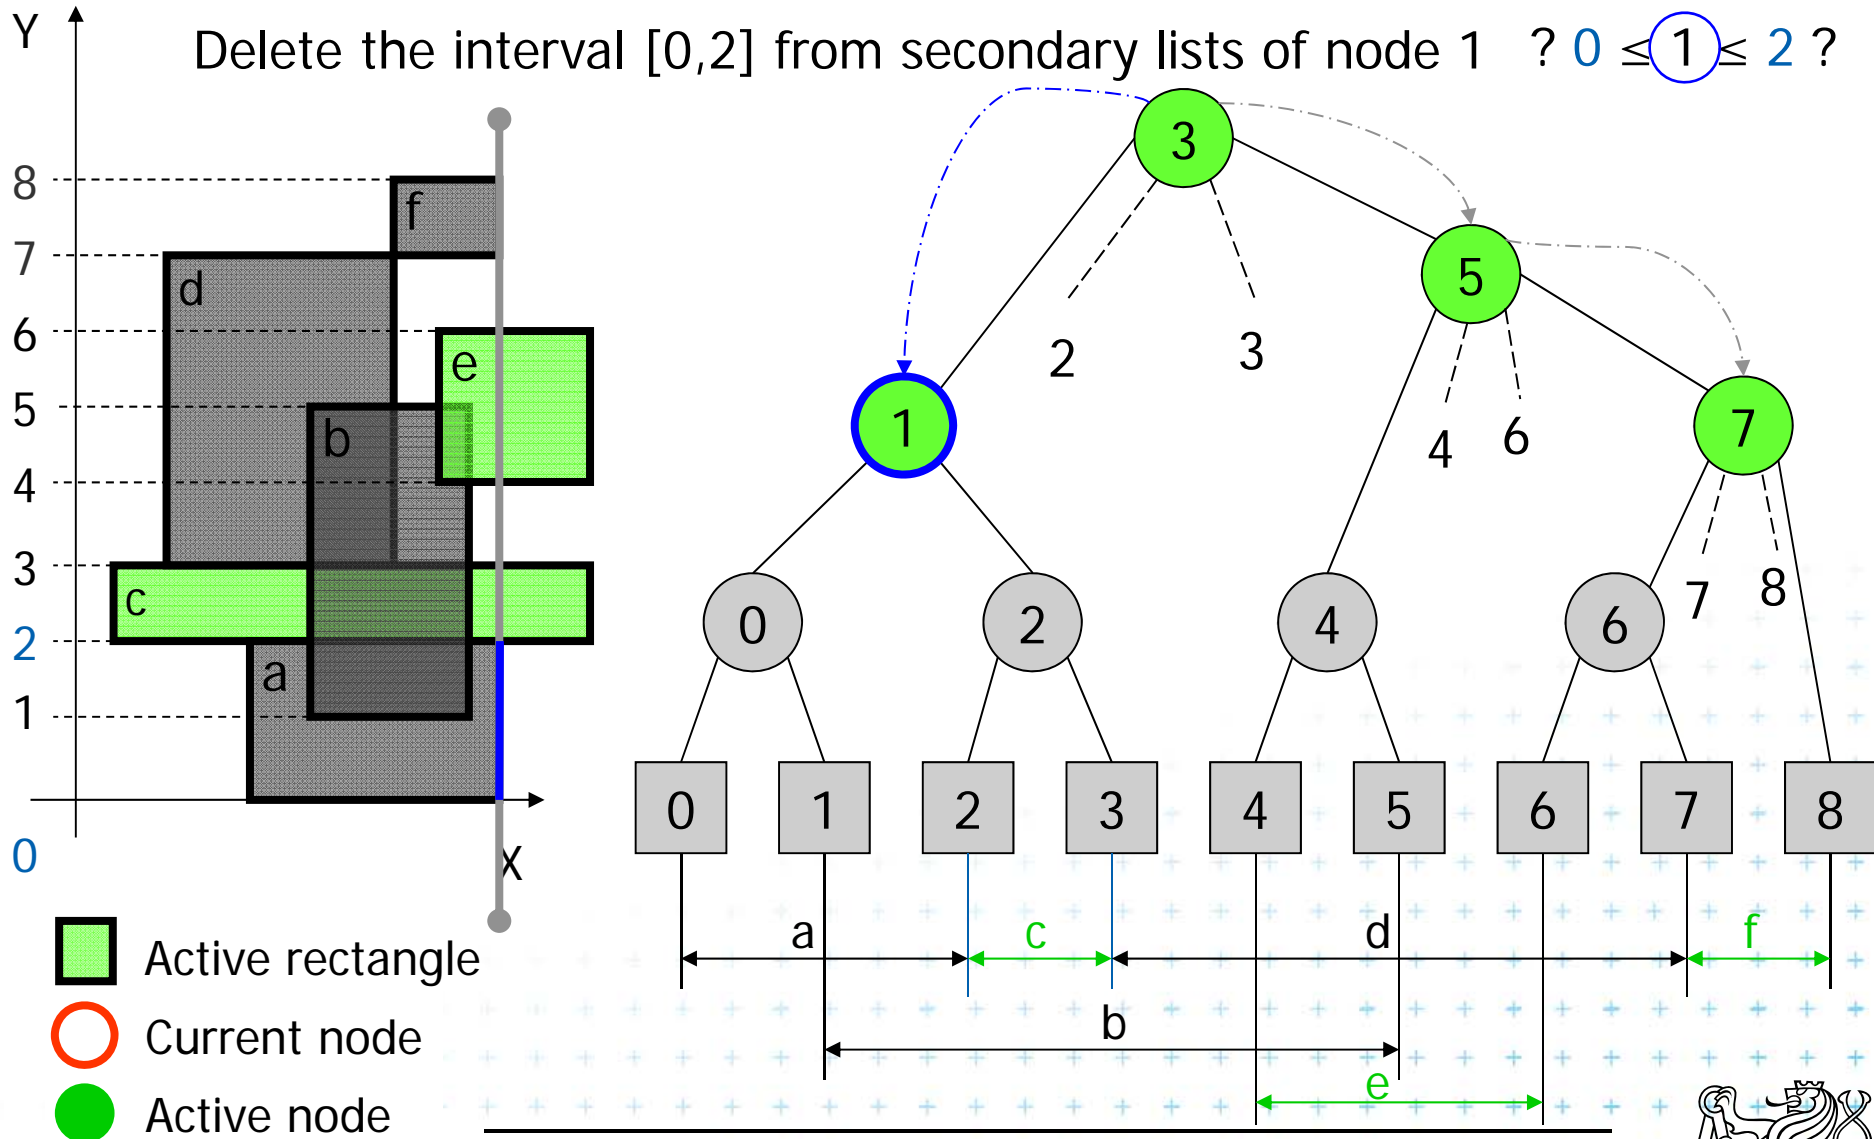 Y
Delete the interval [0,2] from secondary lists of node 1 ? 0 ≤ 1 ≤ 2 ?
3
8
f
7
d
5
6
e
2
3
5
b
1
4
6
7
4
3
c
7
8
2
a
0
2
4
6
1
0
1
2
3
4
5
6
7
8
0
X
a
c
d
f
Active rectangle
b
Current node
e
Active node